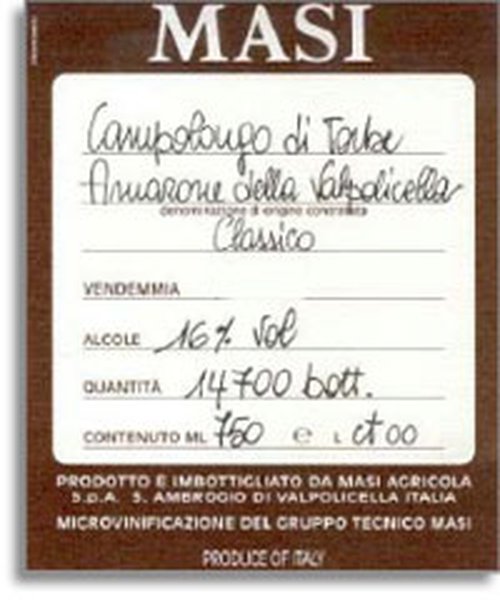 MASI
Campolongo di Torbe
Amarone della Valpolicella
denominazione di origine controllata
Classico
VENDEMMIA
ALCOLE 16% vol
QUANTITÀ 14700 bott.
CONTENUTO ML 750 e L ct 00
PRODOTTO E IMBOTTIGLIATO DA MASI AGRICOLA
S.p.A. S. AMBROGIO DI VALPOLICELLA ITALIA
MICROVINIFICAZIONE DEL GRUPPO TECNICO MASI
PRODUCE OF ITALY